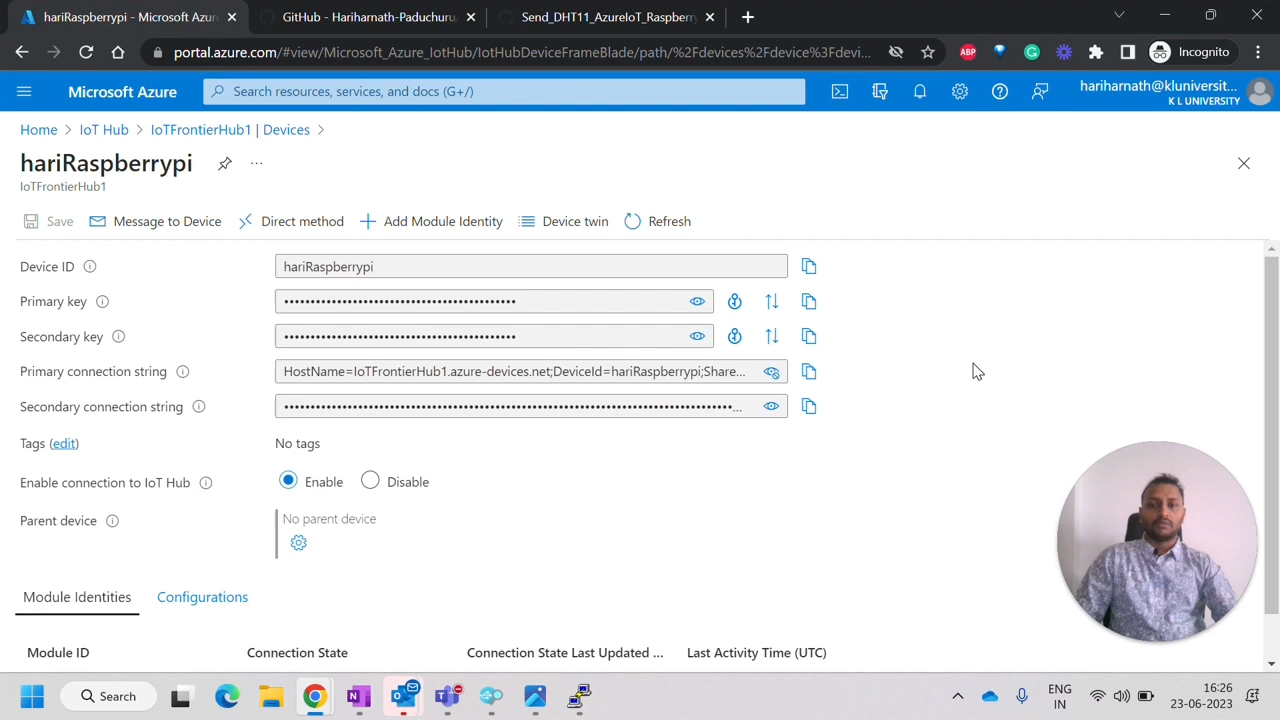 hariRaspberrypi - Microsoft Azur
GitHub - Hariharnath-Paduchuru
Send_DHT11_AzureIoT_Raspberry
portal.azure.com/#view/Microsoft_Azure_IotHub/IotHubDeviceFrameBlade/path/%2Fdevices%2Fdevice%3Fdevi...
ABP
Incognito
Microsoft Azure
Search resources, services, and docs (G+/)
hariharnath@kluniversit...
K L UNIVERSITY
Home > IoT Hub > IoTFrontierHub1 | Devices >
hariRaspberrypi
...
IoTFrontierHub1
Save
Message to Device
Direct method
Add Module Identity
Device twin
Refresh
Device ID
hariRaspberrypi
Primary key
Secondary key
Primary connection string
HostName=IoTFrontierHub1.azure-devices.net;DeviceId=hariRaspberrypi;Share...
Secondary connection string
Tags (edit)
No tags
Enable connection to IoT Hub
Enable
Disable
Parent device
No parent device
Module Identities
Configurations
Module ID
Connection State
Connection State Last Updated ...
Last Activity Time (UTC)
Search
ENG
IN
16:26
23-06-2023